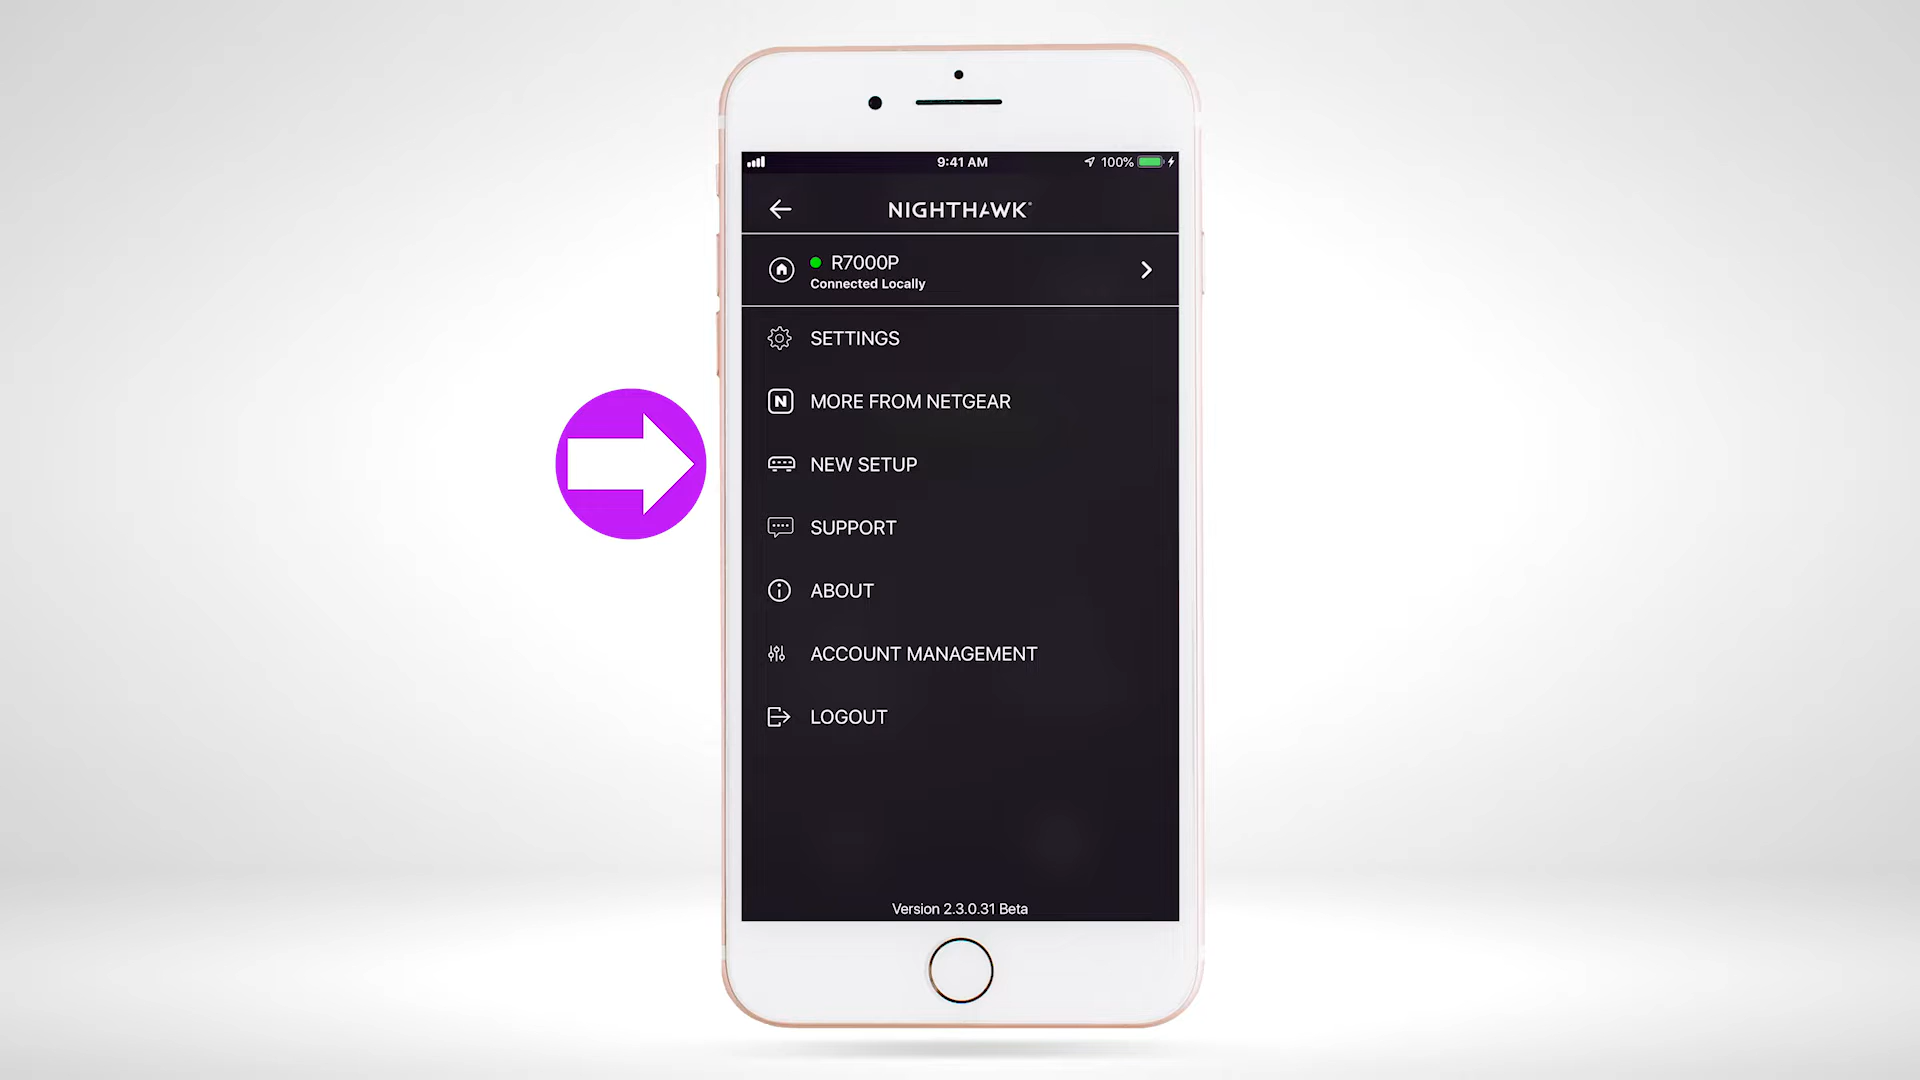 9:41 AM
100%
NIGHTHAWK®
R7000P
Connected Locally
SETTINGS
N MORE FROM NETGEAR
NEW SETUP
SUPPORT
ABOUT
ACCOUNT MANAGEMENT
LOGOUT
Version 2.3.0.31 Beta